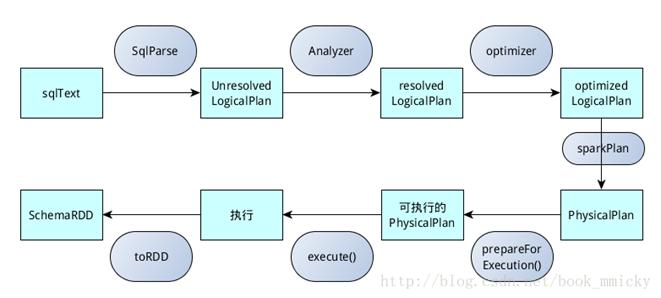 SqlParse
Analyzer
optimizer
sqlText
Unresolved
LogicalPlan
resolved
LogicalPlan
optimized
LogicalPlan
sparkPlan
SchemaRDD
执行
可执行的
PhysicalPlan
PhysicalPlan
toRDD
execute()
prepareFor
Execution()
http://blog.csdn.net/book_mmicky